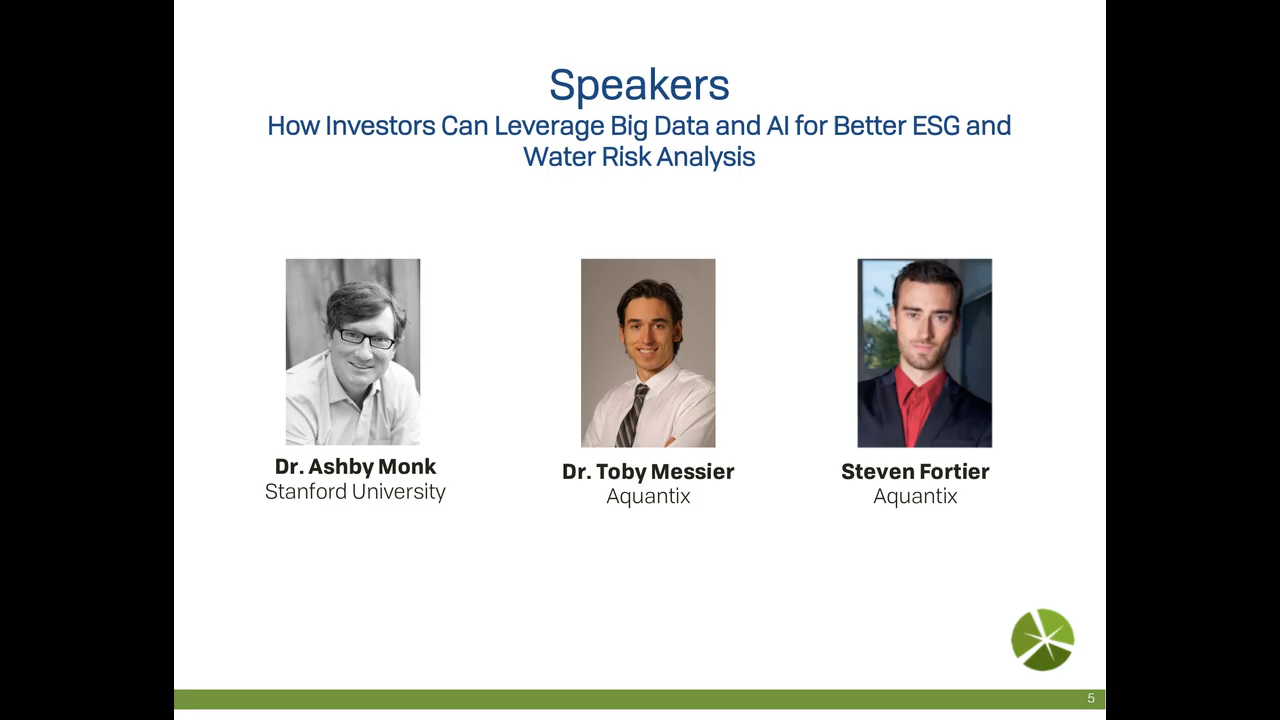 Speakers
How Investors Can Leverage Big Data and AI for Better ESG and
Water Risk Analysis
Dr. Ashby Monk
Stanford University
Dr. Toby Messier
Aquantix
Steven Fortier
Aquantix
5